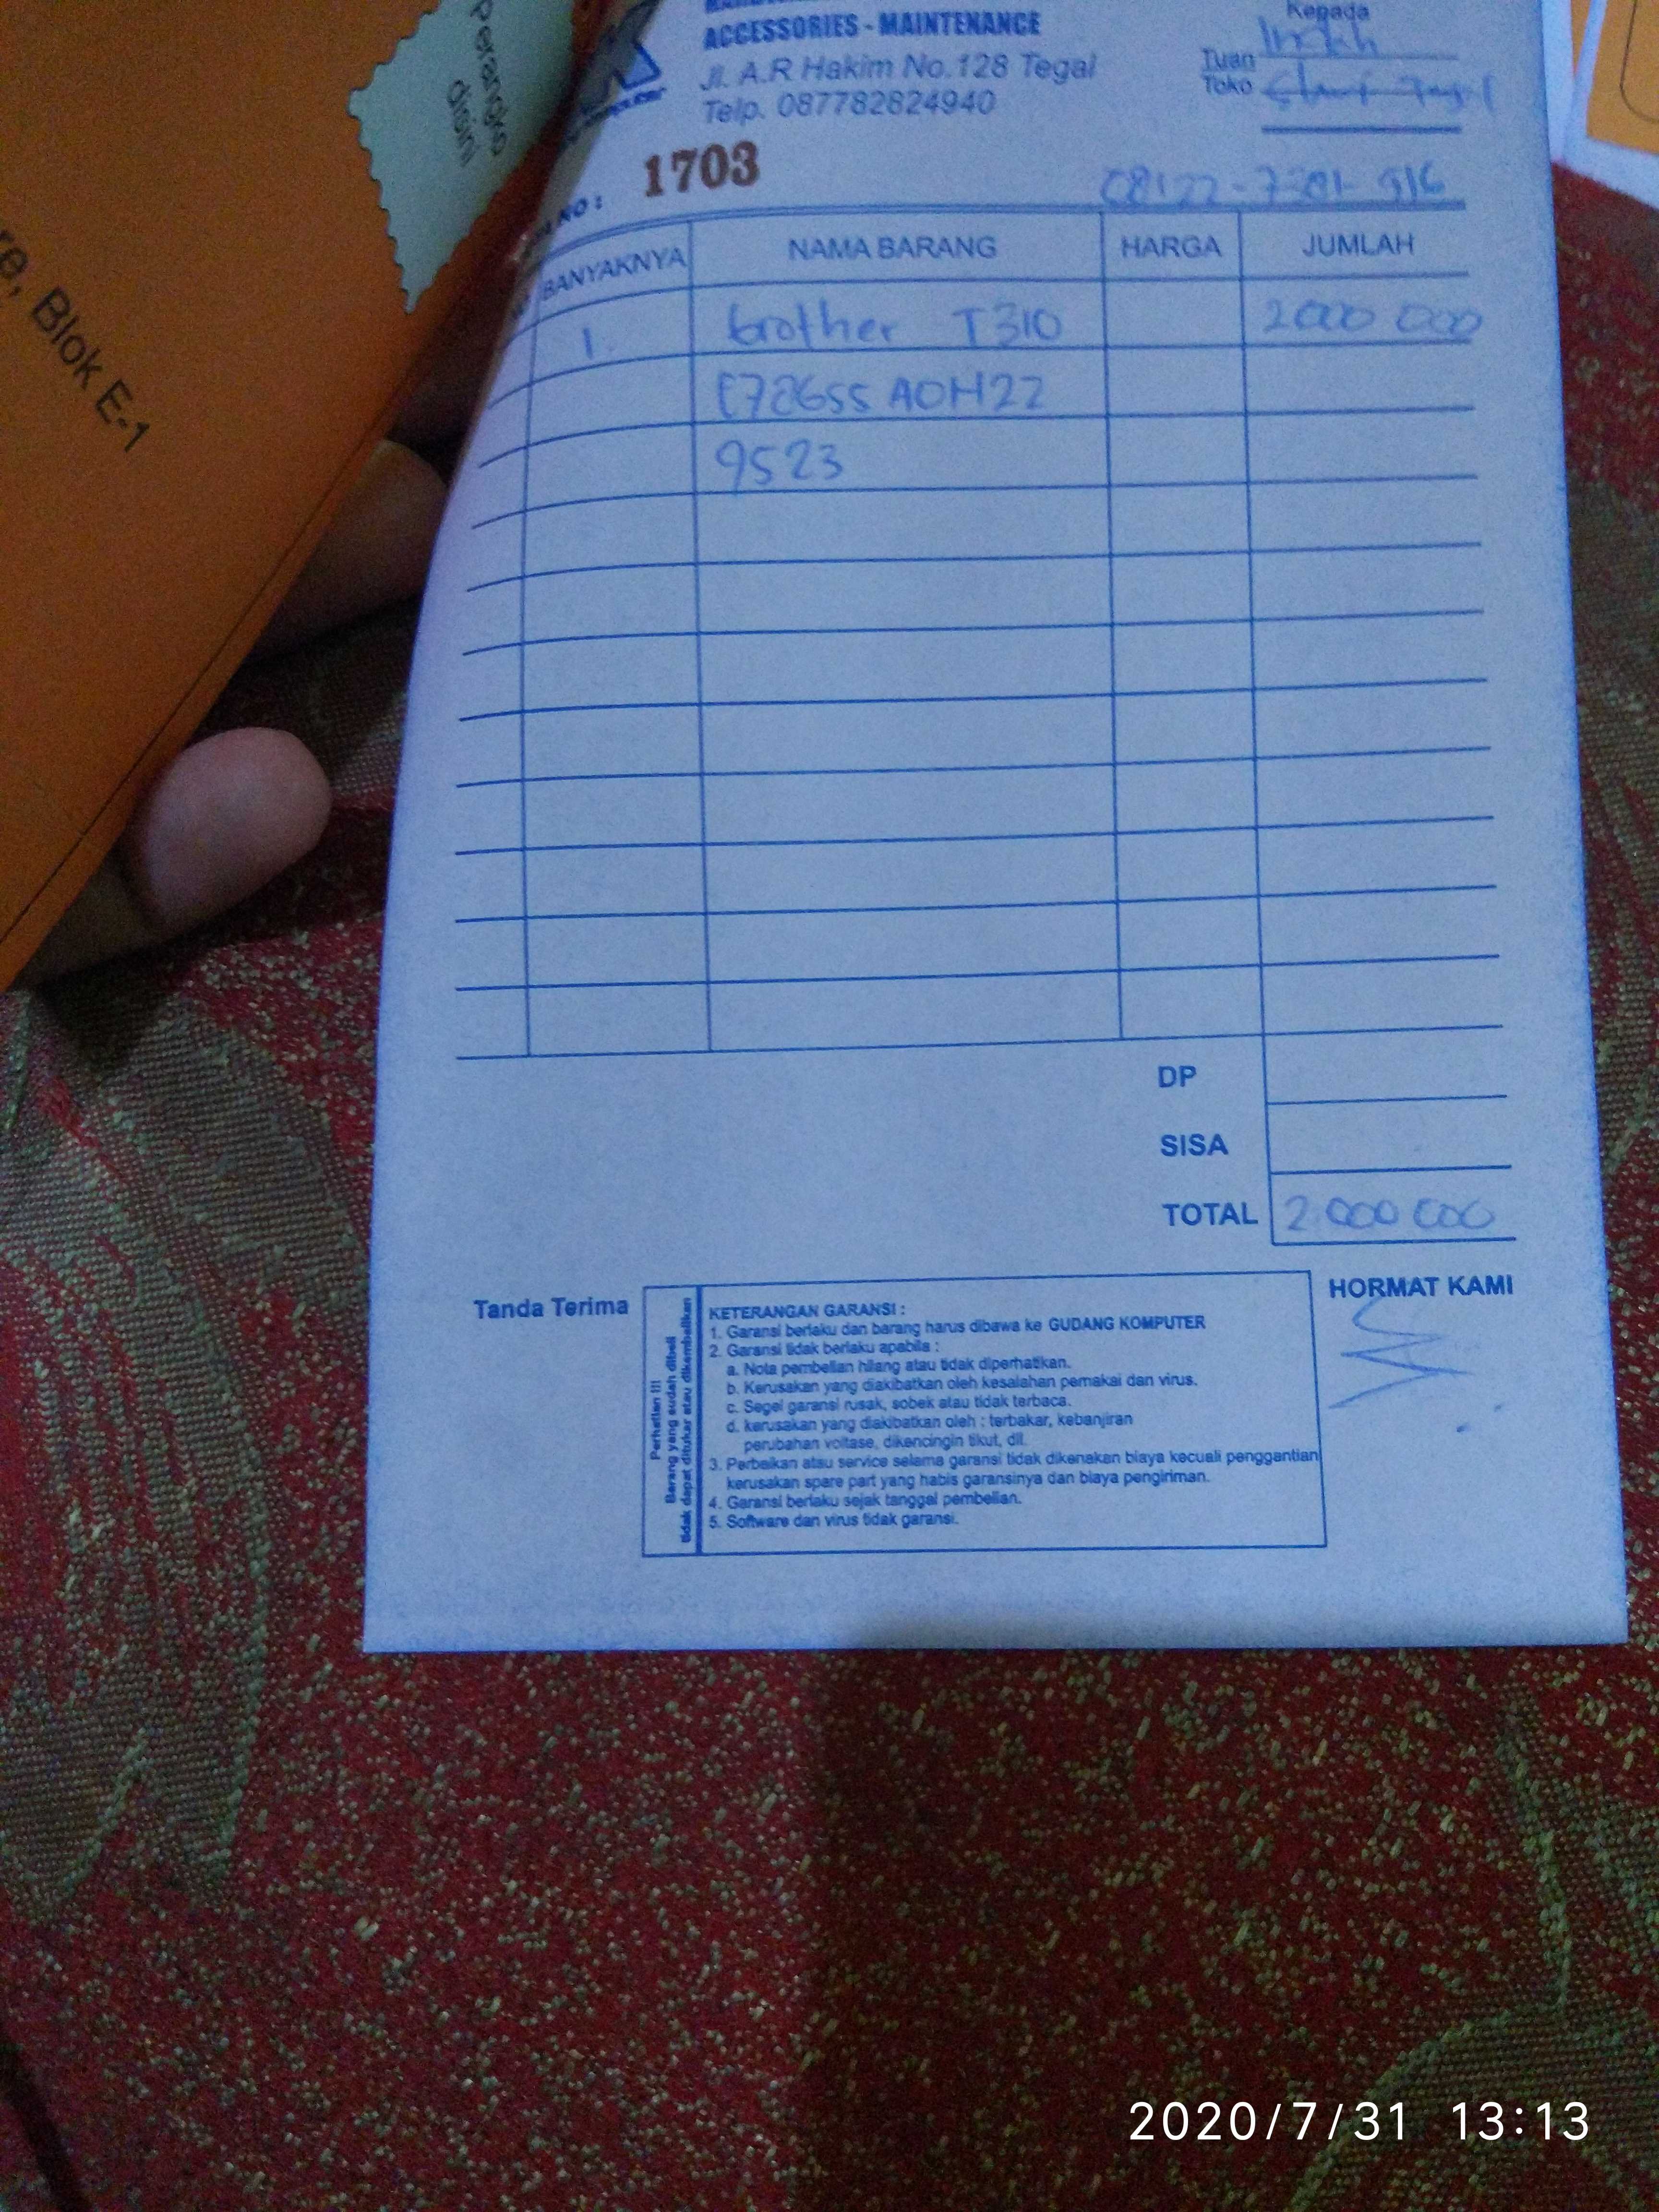 Perangko
disini
re, Blok E-1
ACCESSORIES - MAINTENANCE
Jl. A.R Hakim No.128 Tegal
Telp. 087782824940
Kepada
Tuan
Toko
NO : 1703
BANYAKNYA NAMA BARANG HARGA JUMLAH
1. brother T310 2000 000
E78655 A0H22
9523
DP
SISA
TOTAL 2.000 000
Tanda Terima
HORMAT KAMI
Perhatian !!!
Barang yang sudah dibeli
tidak dapat ditukar atau dikembalikan
KETERANGAN GARANSI :
1. Garansi berlaku dan barang harus dibawa ke GUDANG KOMPUTER
2. Garansi tidak berlaku apabila :
a. Nota pembelian hilang atau tidak diperhatikan.
b. Kerusakan yang diakibatkan oleh kesalahan pemakai dan virus.
c. Segel garansi rusak, sobek atau tidak terbaca.
d. kerusakan yang diakibatkan oleh : terbakar, kebanjiran
perubahan voltase, dikencingin tikut, dll.
3. Perbaikan atau service selama garansi tidak dikenakan biaya kecuali penggantian
kerusakan spare part yang habis garansinya dan biaya pengiriman.
4. Garansi berlaku sejak tanggal pembelian.
5. Software dan virus tidak garansi.
2020/7/31 13:13